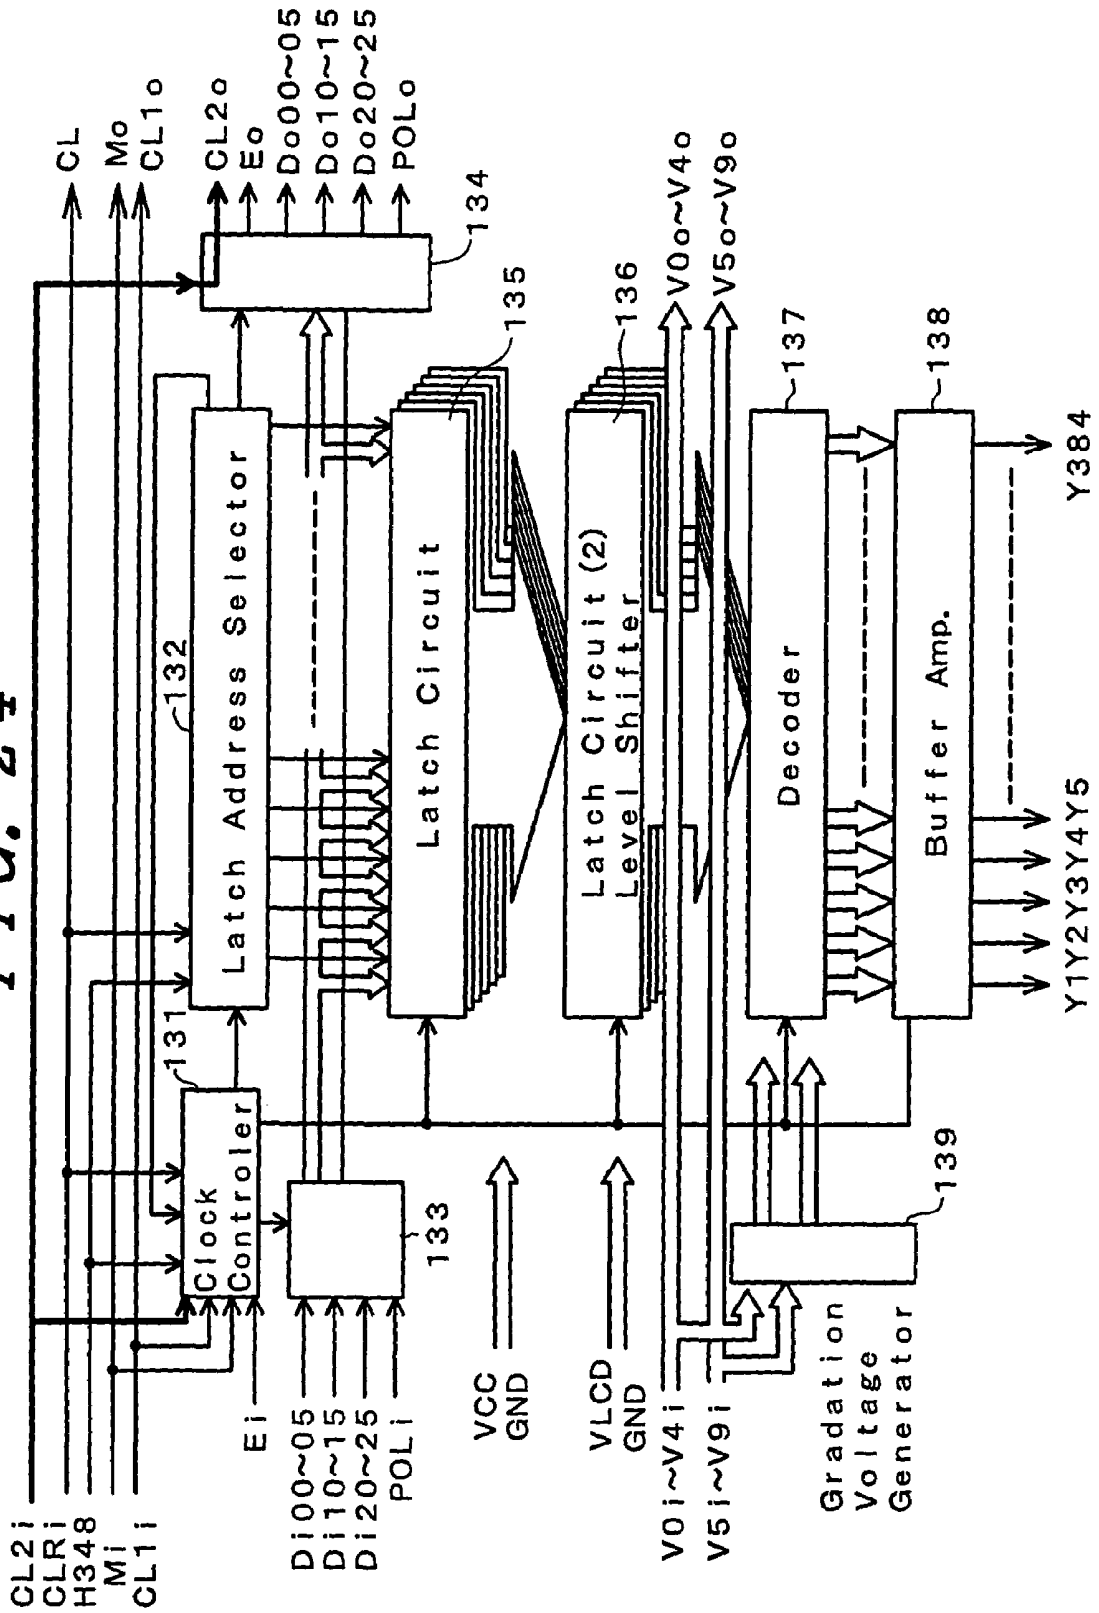 FIG. 24
CL2i
CLRi
H348
Mi
CL1i
CL
Mo
CL1o
CL2o
Eo
Do00~05
Do10~15
Do20~25
POLo
134
132
Latch Address Selector
131
Clock
Controler
Ei
Di00~05
Di10~15
Di20~25
POLi
133
135
Latch Circuit
VCC
GND
136
Latch Circuit (2)
Level Shifter
VLCD
GND
V0o~V4o
V5o~V9o
V0i~V4i
V5i~V9i
137
Decoder
138
Buffer Amp.
139
Gradation
Voltage
Generator
Y1Y2Y3Y4Y5
Y384